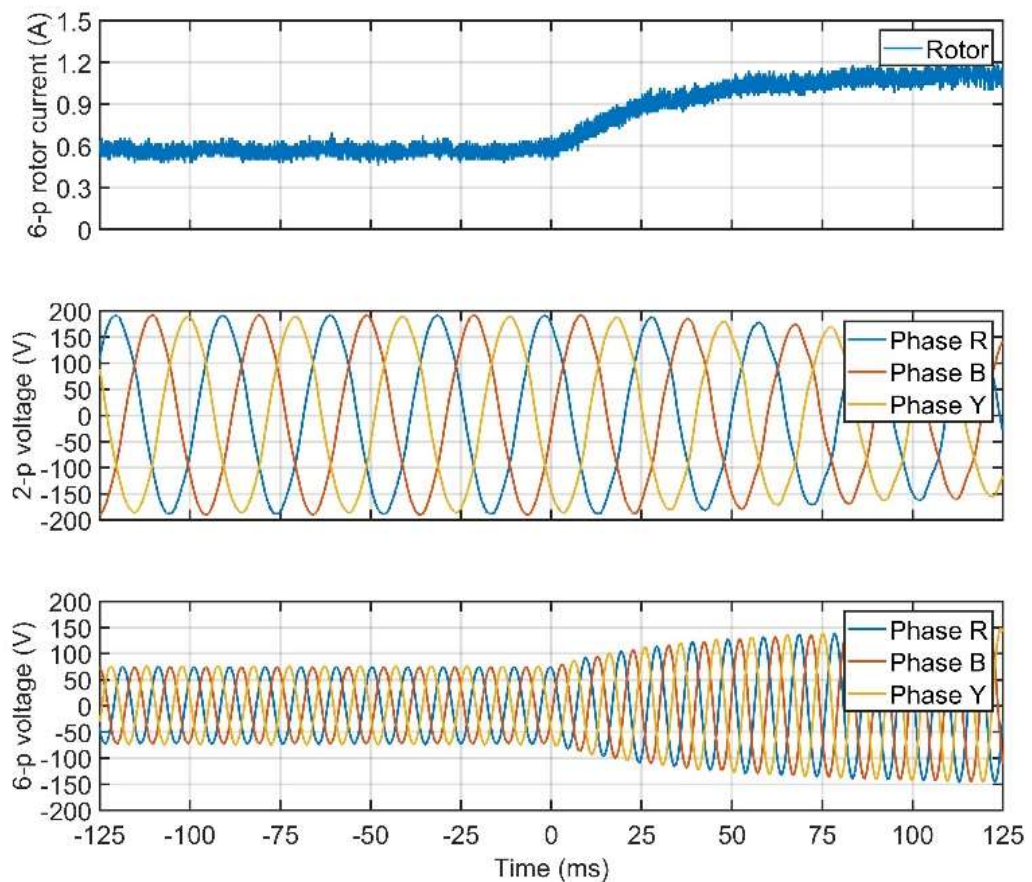 6-p rotor current (A)
1.5
1.2
0.9
0.6
0.3
0
Rotor
2-p voltage (V)
200
150
100
50
0
-50
-100
-150
-200
Phase R
Phase B
Phase Y
6-p voltage (V)
200
150
100
50
0
-50
-100
-150
-200
Phase R
Phase B
Phase Y
-125 -100 -75 -50 -25 0 25 50 75 100 125
Time (ms)